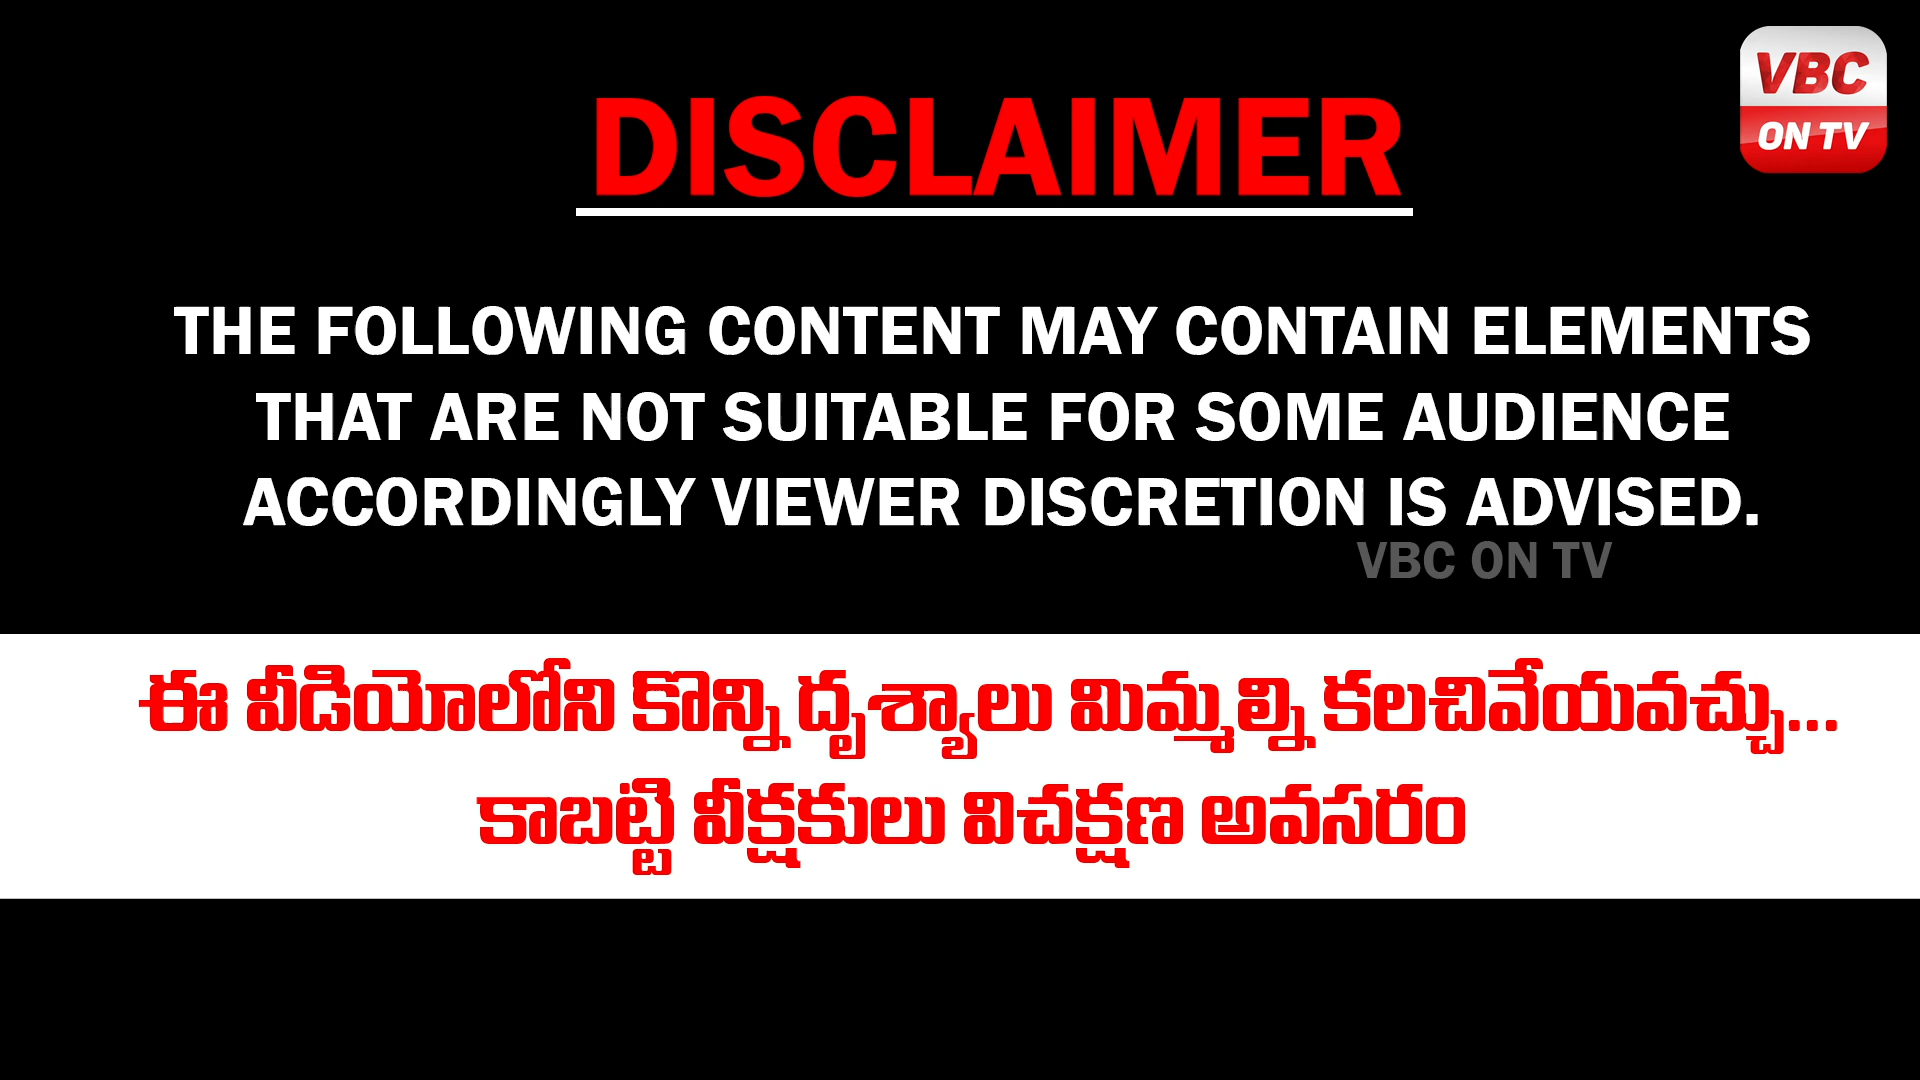 VBC
ON TV
DISCLAIMER
THE FOLLOWING CONTENT MAY CONTAIN ELEMENTS
THAT ARE NOT SUITABLE FOR SOME AUDIENCE
ACCORDINGLY VIEWER DISCRETION IS ADVISED.
VBC ON TV
ఈ వీడియోలోని కొన్ని దృశ్యాలు మిమ్మల్ని కలచివేయవచ్చు...
కాబట్టి వీక్షకులు విచక్షణ అవసరం